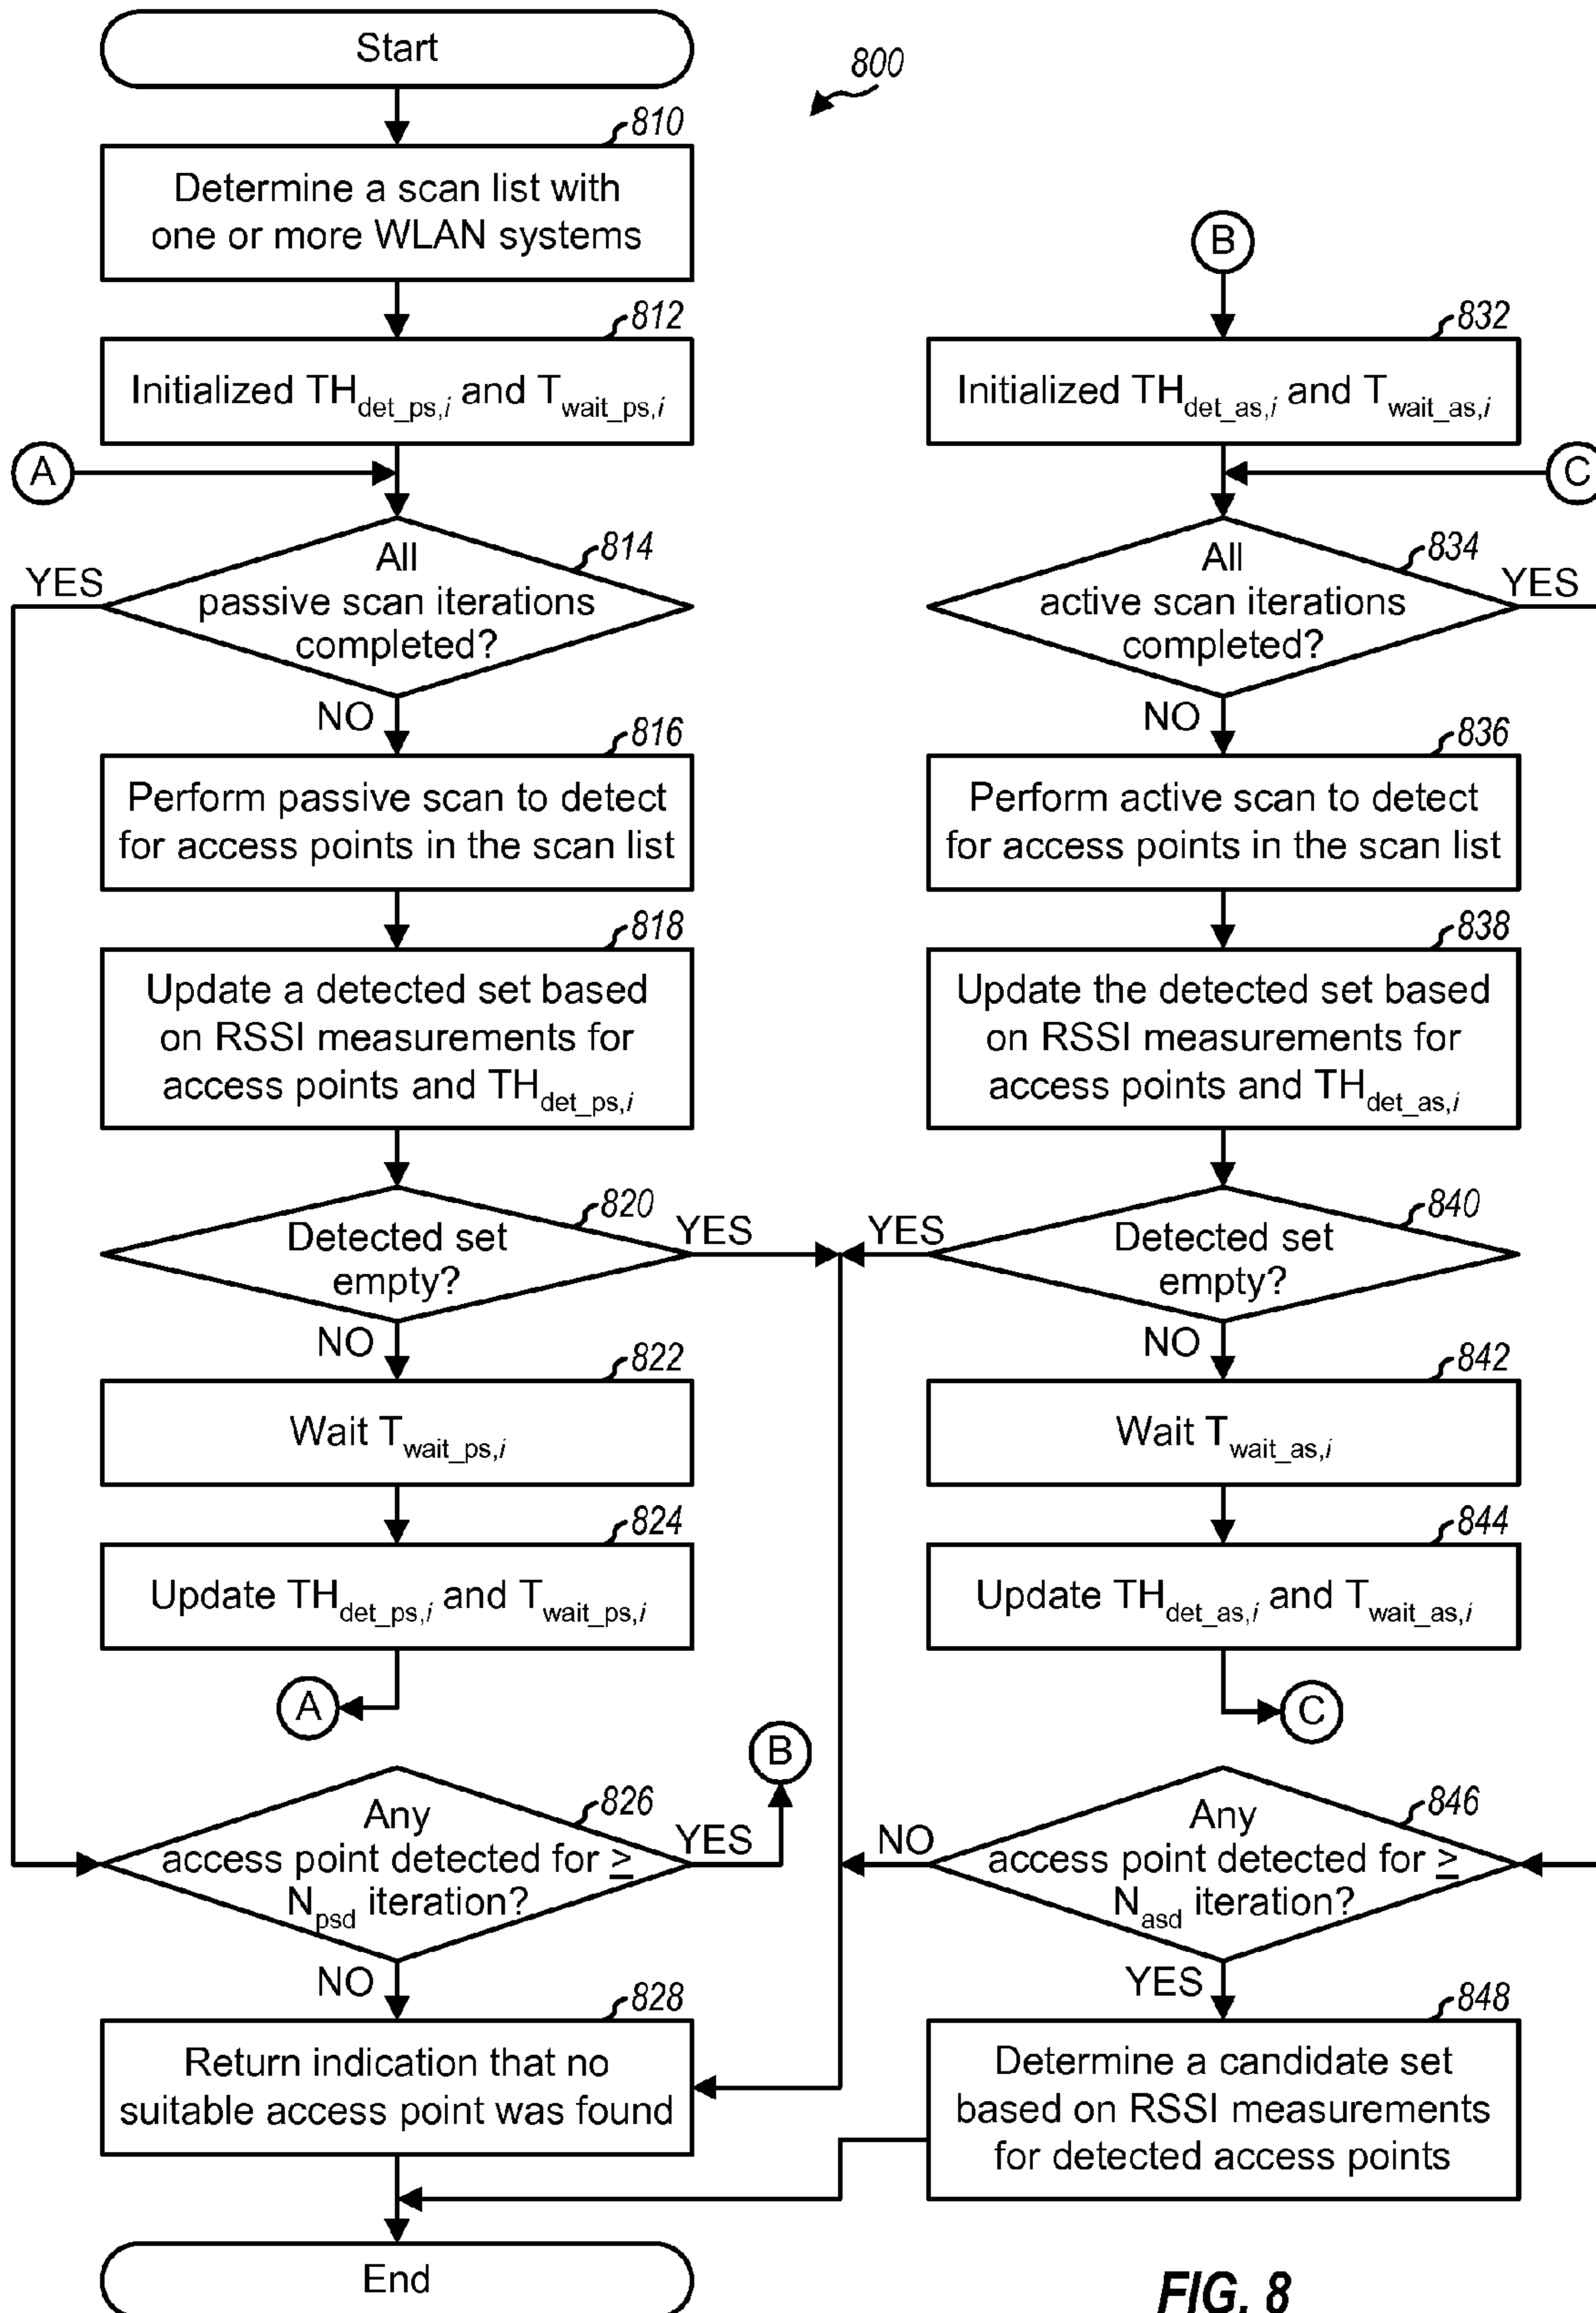 Start
800
810
Determine a scan list with
one or more WLAN systems
812
Initialized TH_det_ps,i and T_wait_ps,i
A
814
All
passive scan iterations
completed?
YES
NO
816
Perform passive scan to detect
for access points in the scan list
818
Update a detected set based
on RSSI measurements for
access points and TH_det_ps,i
820
Detected set
empty?
YES
NO
822
Wait T_wait_ps,i
824
Update TH_det_ps,i and T_wait_ps,i
A
B
826
Any
access point detected for ≥
N_psd iteration?
YES
NO
828
Return indication that no
suitable access point was found
End
B
832
Initialized TH_det_as,i and T_wait_as,i
C
834
All
active scan iterations
completed?
YES
NO
836
Perform active scan to detect
for access points in the scan list
838
Update the detected set based
on RSSI measurements for
access points and TH_det_as,i
840
Detected set
empty?
YES
NO
842
Wait T_wait_as,i
844
Update TH_det_as,i and T_wait_as,i
C
846
Any
access point detected for ≥
N_asd iteration?
NO
YES
848
Determine a candidate set
based on RSSI measurements
for detected access points
FIG. 8